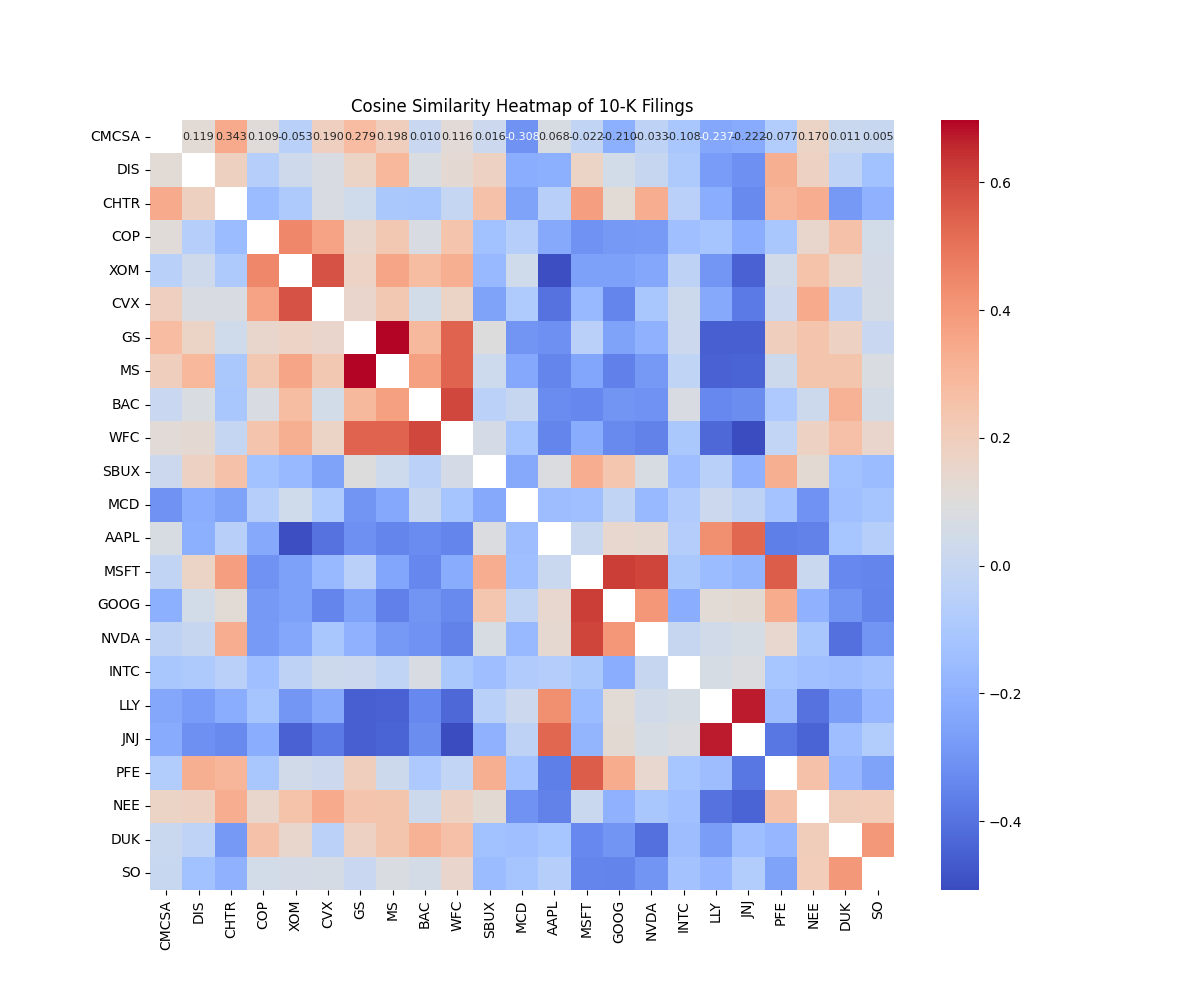 Cosine Similarity Heatmap of 10-K Filings
CMCSA 0.119 0.343 0.109 -0.053 0.190 0.279 0.198 0.010 0.116 0.016 -0.308 0.068 -0.022 -0.210 -0.033 -0.108 -0.237 -0.222 -0.077 0.170 0.011 0.005
DIS
CHTR
COP
XOM
CVX
GS
MS
BAC
WFC
SBUX
MCD
AAPL
MSFT
GOOG
NVDA
INTC
LLY
JNJ
PFE
NEE
DUK
SO
CMCSA DIS CHTR COP XOM CVX GS MS BAC WFC SBUX MCD AAPL MSFT GOOG NVDA INTC LLY JNJ PFE NEE DUK SO
0.6
0.4
0.2
0.0
−0.2
−0.4